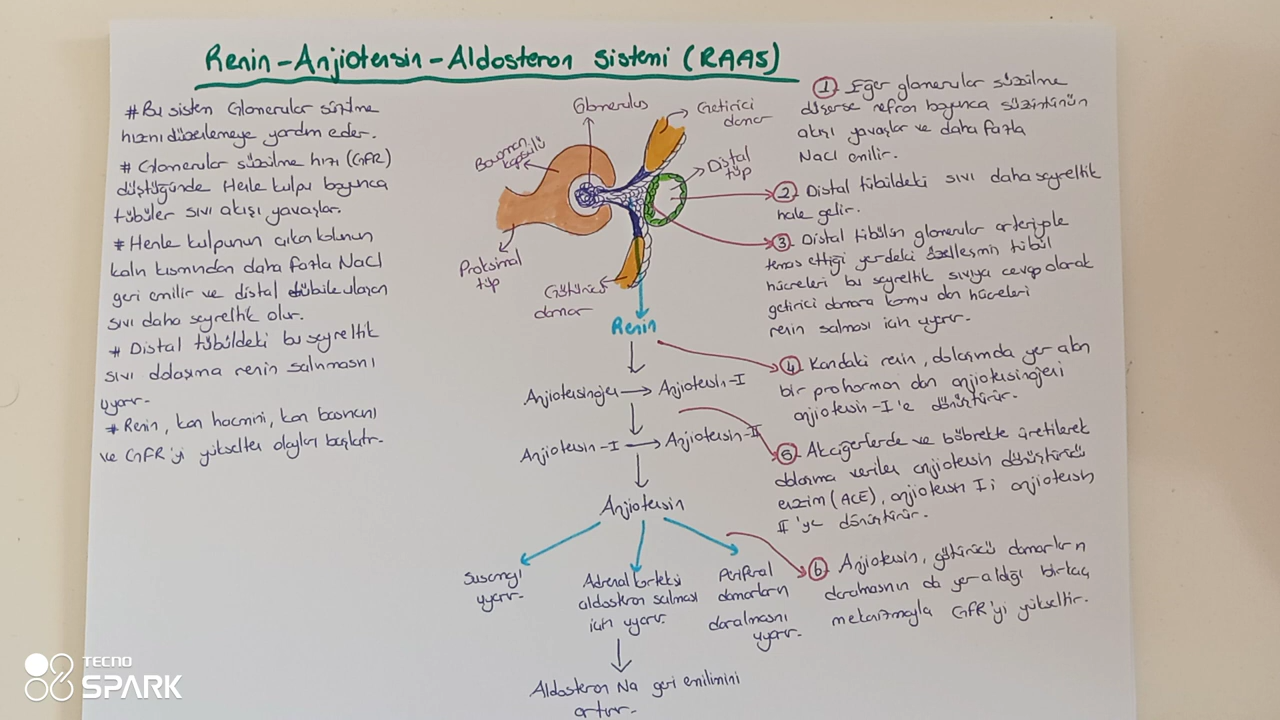 Renin-Anjiotensin-Aldosteron Sistemi (RAAS)
# Bu sistem Glomerular süzülme
hızını düzenlemeye yardım eder.
# Glomerular süzülme hızı (GFR)
düştüğünde Henle kulpu boyunca
tübüler sıvı akışı yavaşlar.
# Henle kulpunun çıkan kolunun
kalın kısmından daha fazla NaCl
geri emilir ve distal tübüle ulaşan
sıvı daha seyreltik olur.
# Distal tübüldeki bu seyreltik
sıvı dolaşıma renin salınmasını
uyarır.
# Renin, kan hacmini, kan basıncını
ve GFR'yi yükselten olayları başlatır.
Glomerulus
Getirici
damar
Bowman
kapsülü
Distal
tüp
Proksimal
tüp
Götürücü
damar
Renin
Anjiotensinojen → Anjiotensin-I
Anjiotensin-I → Anjiotensin-II
Anjiotensin
Susamayı
uyarır.
Adrenal korteksi
aldosteron salması
için uyarır
Periferal
damarların
daralmasını
uyarır.
Aldosteron Na geri emilimini
artırır.
1 Eğer glomerular süzülme
düşerse nefron boyunca süzüntünün
akışı yavaşlar ve daha fazla
NaCl emilir.
2 Distal tübüldeki sıvı daha seyreltik
hale gelir.
3 Distal tübülün glomerular arteriyole
temas ettiği yerdeki özelleşmiş tübül
hücreleri bu seyreltik sıvıya cevap olarak
getirici damara komşu olan hücreleri
renin salması için uyarır.
4 Kandaki renin, dolaşımda yer alan
bir prohormon olan anjiotensinojeni
anjiotensin-I'e dönüştürür.
5 Akciğerlerde ve böbrekte üretilerek
dolaşıma verilen anjiotensin dönüştürücü
enzim (ACE), anjiotensin I'i anjiotensin
II'ye dönüştürür.
6 Anjiotensin, götürücü damarların
daralmasının da yer aldığı birkaç
mekanizmayla GFR'yi yükseltir.
TECNO
SPARK